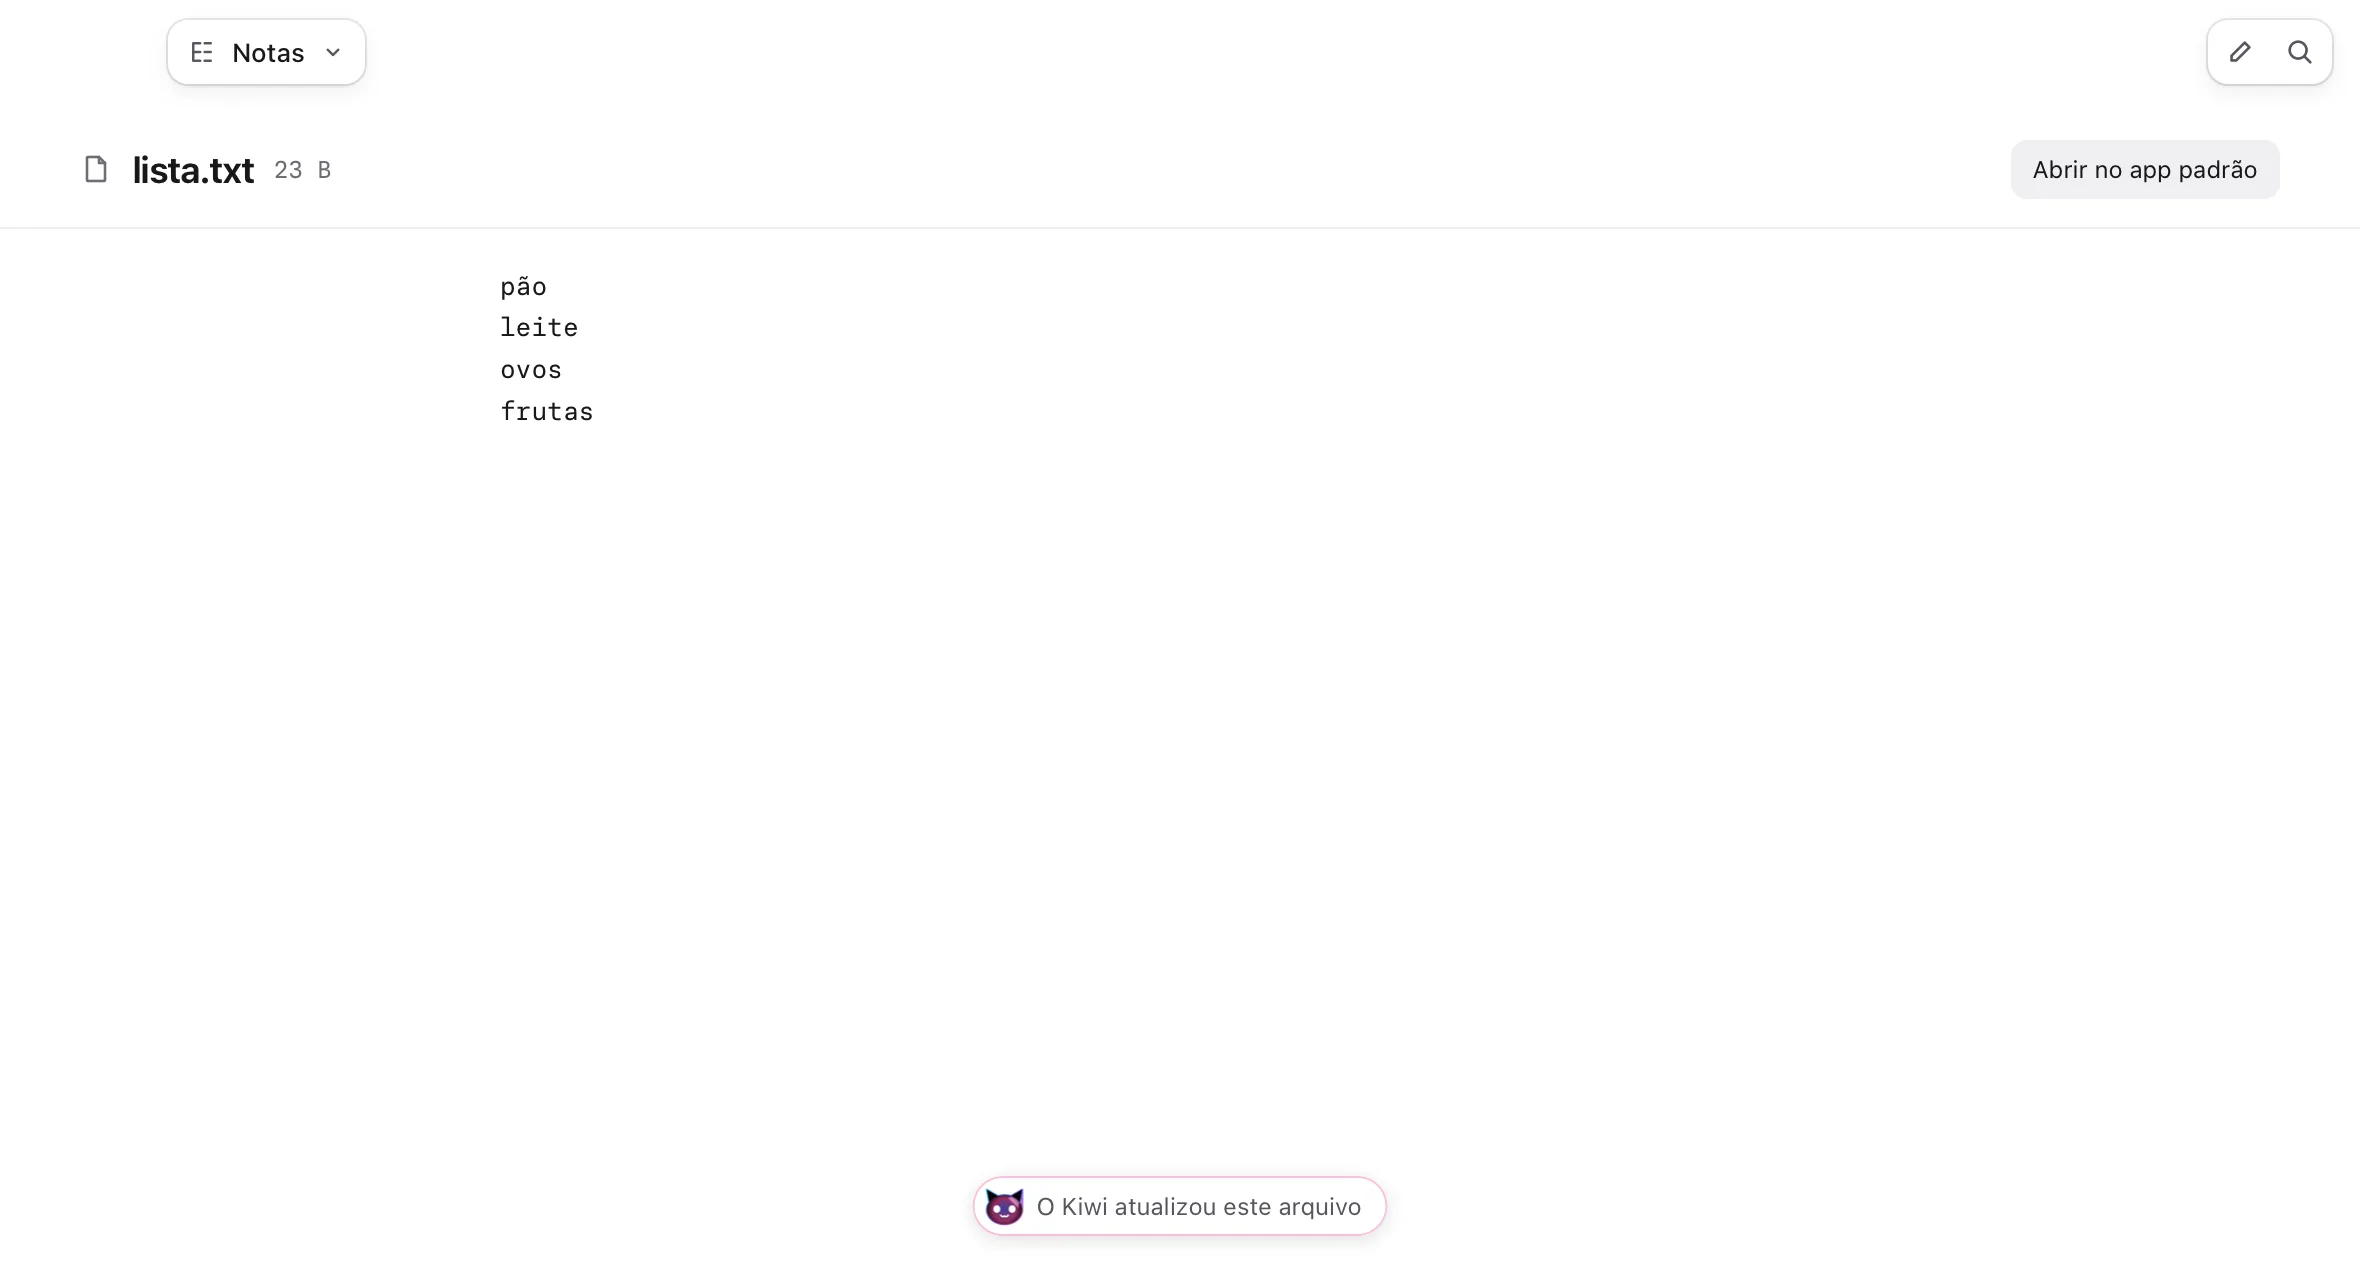 Notas
lista.txt 23 B
Abrir no app padrão
pão
leite
ovos
frutas
O Kiwi atualizou este arquivo